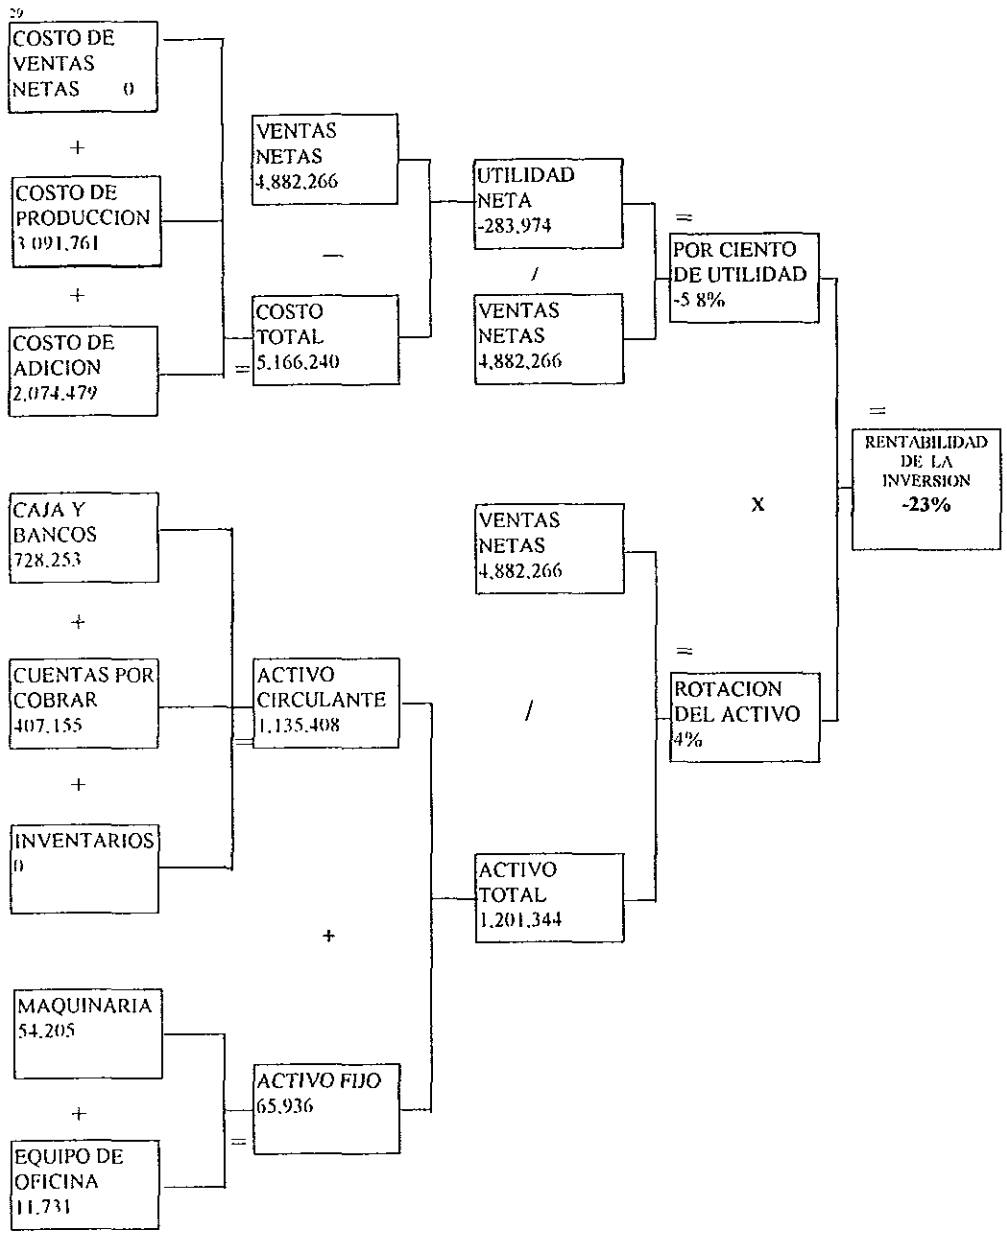 29
COSTO DE
VENTAS
NETAS 0
+
COSTO DE
PRODUCCION
3 091,761
+
COSTO DE
ADICION
2,074,479
VENTAS
NETAS
4,882,266
—
COSTO
TOTAL
5,166,240
=
UTILIDAD
NETA
-283,974
/
VENTAS
NETAS
4,882,266
=
POR CIENTO
DE UTILIDAD
-5 8%
=
RENTABILIDAD
DE LA
INVERSION
-23%
X
CAJA Y
BANCOS
728,253
+
CUENTAS POR
COBRAR
407,155
+
INVENTARIOS
0
=
ACTIVO
CIRCULANTE
1,135,408
+
VENTAS
NETAS
4,882,266
/
ACTIVO
TOTAL
1,201,344
=
ROTACION
DEL ACTIVO
4%
MAQUINARIA
54,205
+
EQUIPO DE
OFICINA
11,731
=
ACTIVO FIJO
65,936